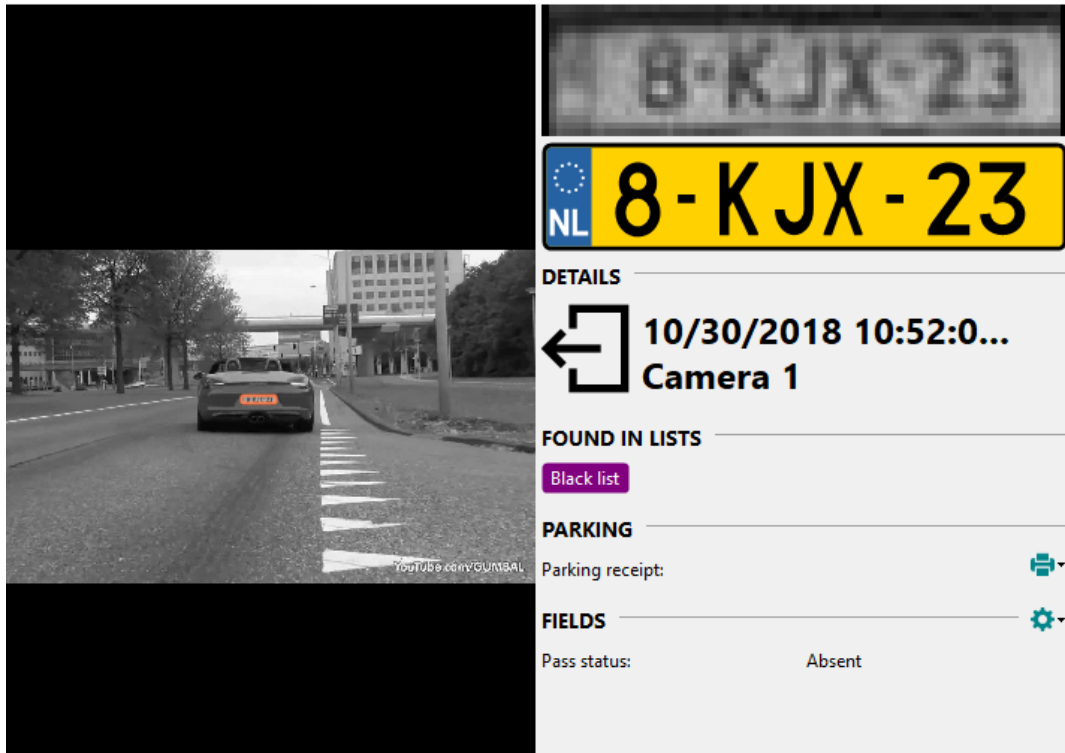 8-KJX-23
NL 8-KJX-23
DETAILS
10/30/2018 10:52:0...
Camera 1
FOUND IN LISTS
Black list
PARKING
Parking receipt:
FIELDS
Pass status: Absent
YouTube.com/GUMBAL